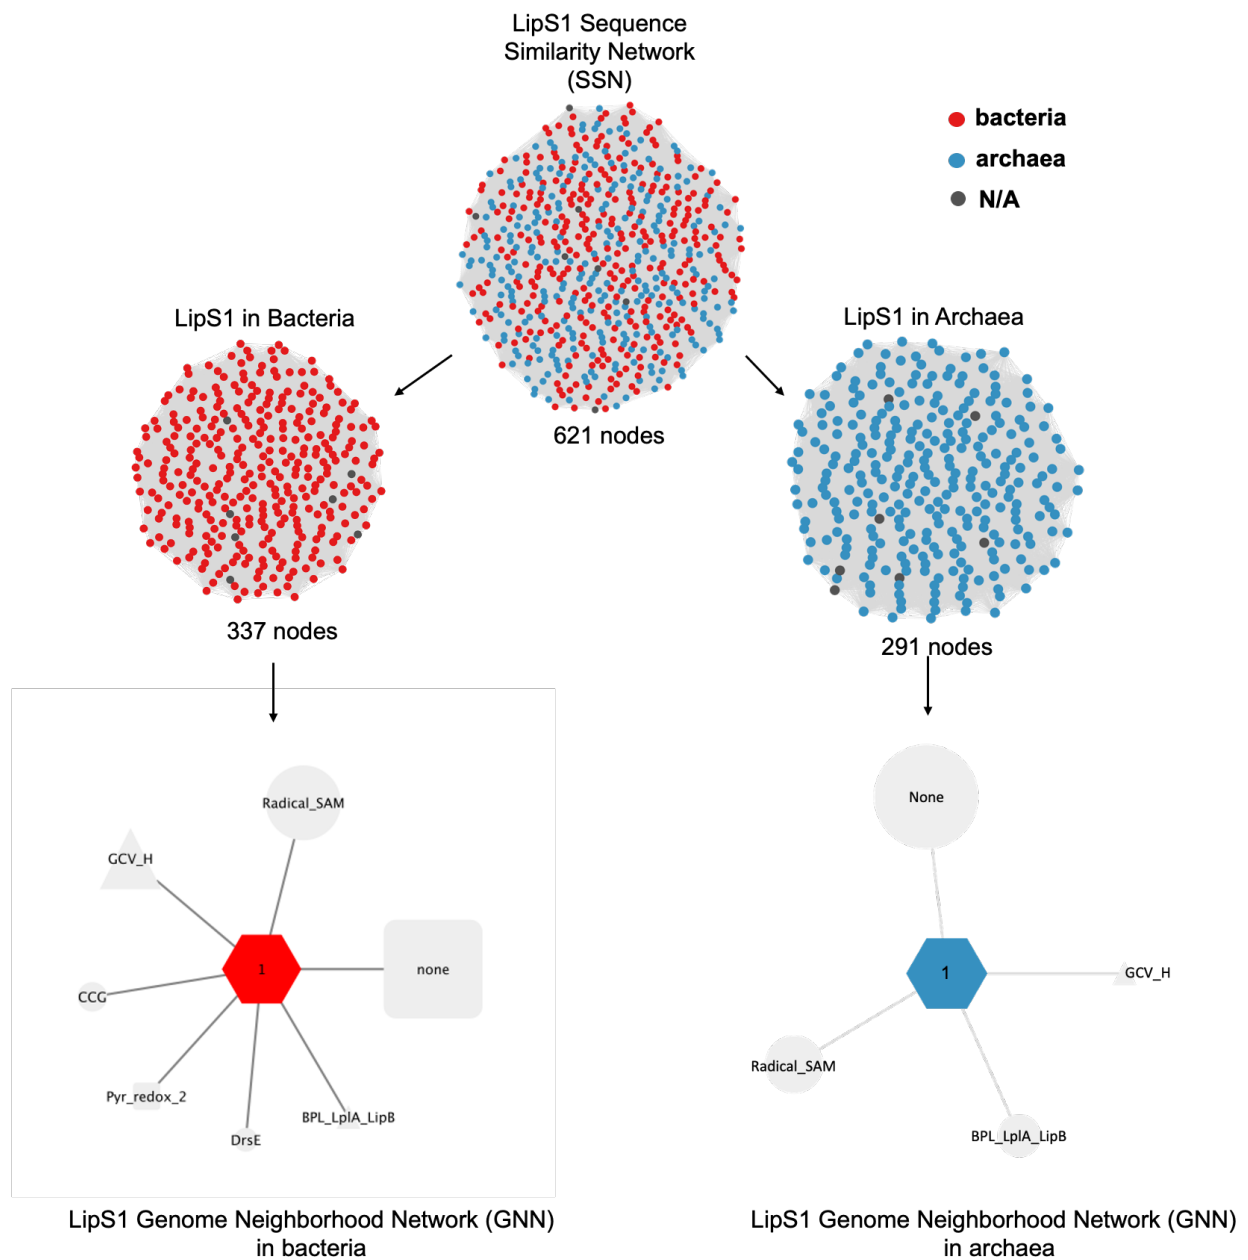 LipS1 Sequence
Similarity Network
(SSN)
bacteria
archaea
N/A
LipS1 in Bacteria
LipS1 in Archaea
621 nodes
337 nodes
291 nodes
Radical_SAM
GCV_H
1
none
CCG
Pyr_redox_2
DrsE
BPL_LplA_LipB
None
1
GCV_H
Radical_SAM
BPL_LplA_LipB
LipS1 Genome Neighborhood Network (GNN)
in bacteria
LipS1 Genome Neighborhood Network (GNN)
in archaea